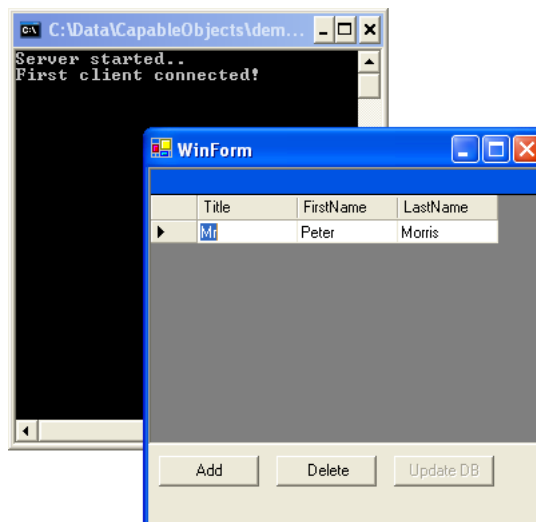 C:\Data\CapableObjects\dem...
Server started..
First client connected!
WinForm
Title FirstName LastName
Mr Peter Morris
Add Delete Update DB